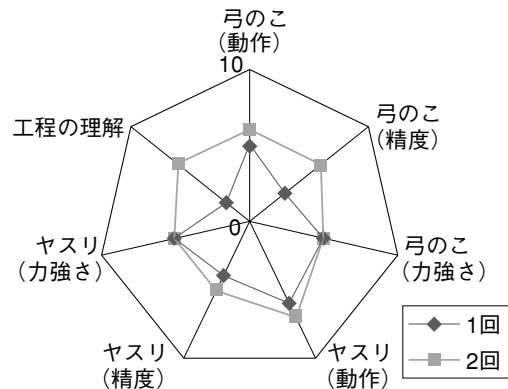 弓のこ
（動作）
10
弓のこ
（精度）
工程の理解
0
弓のこ
（力強さ）
ヤスリ
（力強さ）
ヤスリ
（動作）
ヤスリ
（精度）
1回
2回